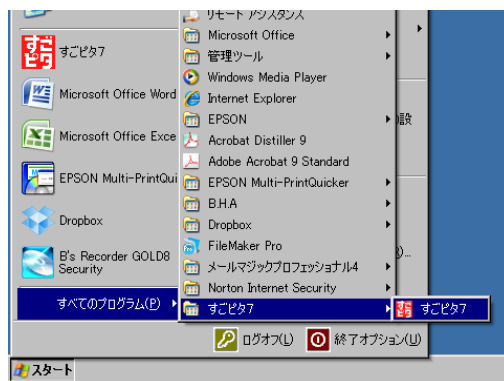 すごピタ7
Microsoft Office Word
Microsoft Office Exce
EPSON Multi-PrintQui
Dropbox
B's Recorder GOLD8
Security
すべてのプログラム(P)
リモート アシスタンス
Microsoft Office
管理ツール
Windows Media Player
Internet Explorer
EPSON
Acrobat Distiller 9
Adobe Acrobat 9 Standard
EPSON Multi-PrintQuicker
B.H.A
Dropbox
FileMaker Pro
メールマジックプロフェッショナル4
Norton Internet Security
すごピタ7
すごピタ7
ログオフ(L)
終了オプション(U)
スタート